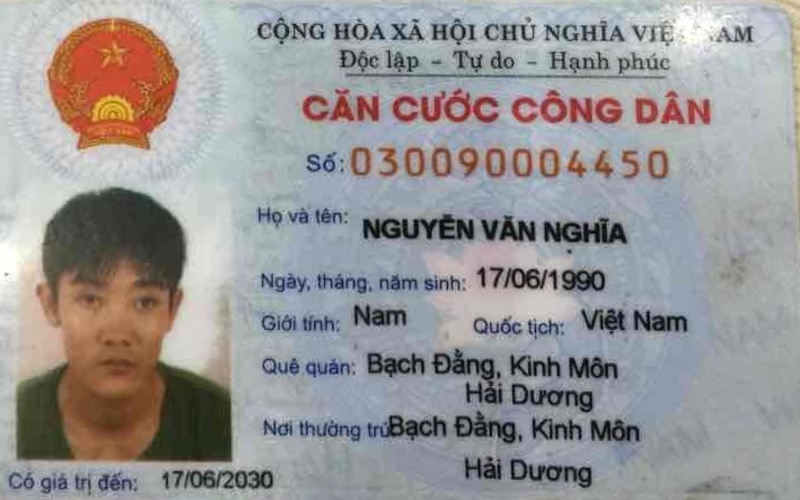 CỘNG HÒA XÃ HỘI CHỦ NGHĨA VIỆT NAM
Độc lập - Tự do - Hạnh phúc
CĂN CƯỚC CÔNG DÂN
Số: 030090004450
Họ và tên: NGUYỄN VĂN NGHĨA
Ngày, tháng, năm sinh: 17/06/1990
Giới tính: Nam Quốc tịch: Việt Nam
Quê quán: Bạch Đằng, Kinh Môn
Hải Dương
Nơi thường trú: Bạch Đằng, Kinh Môn
Hải Dương
Có giá trị đến: 17/06/2030